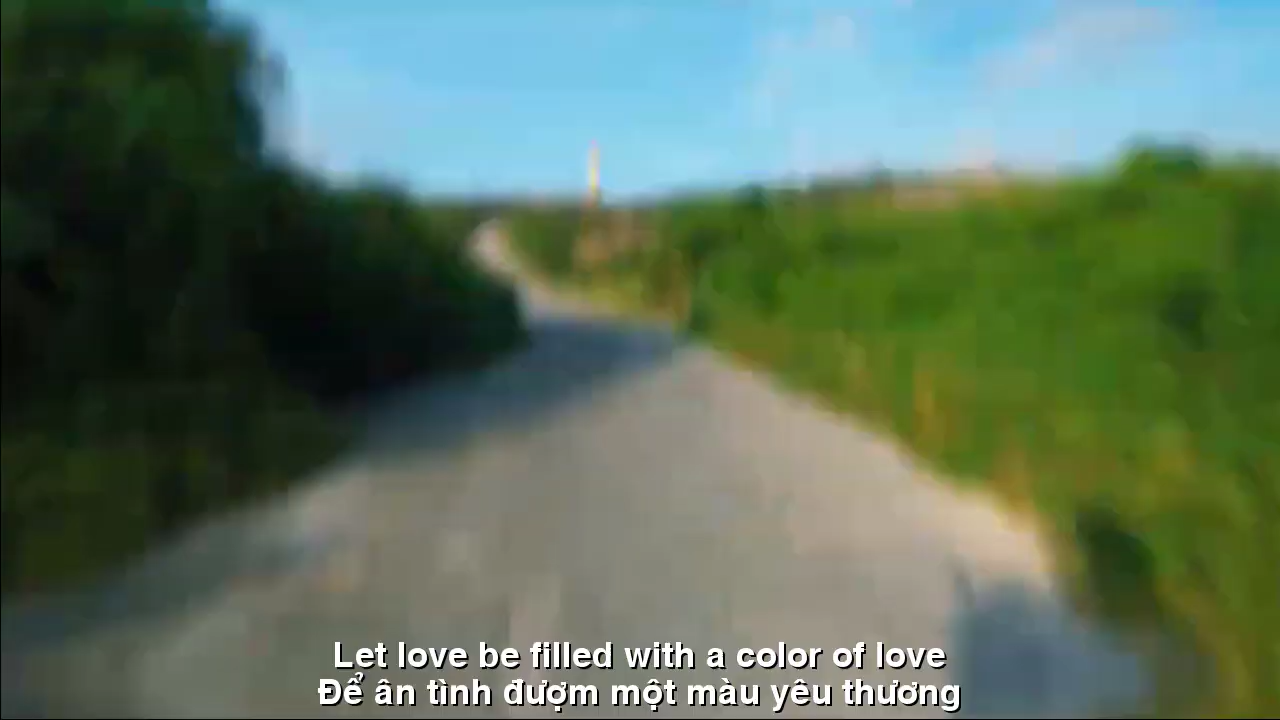 Let love be filled with a color of love
Để ân tình đượm một màu yêu thương